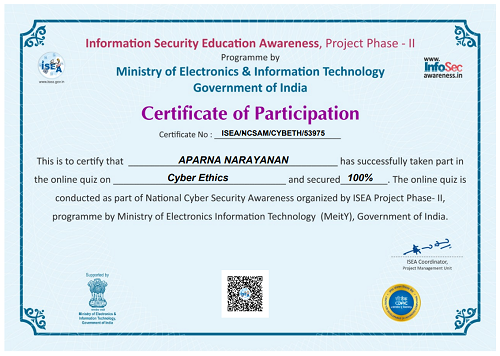 Information Security Education Awareness, Project Phase - II
Programme by
Ministry of Electronics & Information Technology
Government of India
ISEA
www.isea.gov.in
www.
InfoSec
awareness.in
Certificate of Participation
Certificate No : ISEA/NCSAM/CYBETH/53975
This is to certify that APARNA NARAYANAN has successfully taken part in
the online quiz on Cyber Ethics and secured 100%. The online quiz is
conducted as part of National Cyber Security Awareness organized by ISEA Project Phase- II,
programme by Ministry of Electronics Information Technology (MeitY), Government of India.
ISEA Coordinator,
Project Management Unit
Supported by
Ministry of Electronics &
Information Technology,
Government of India
CDAC